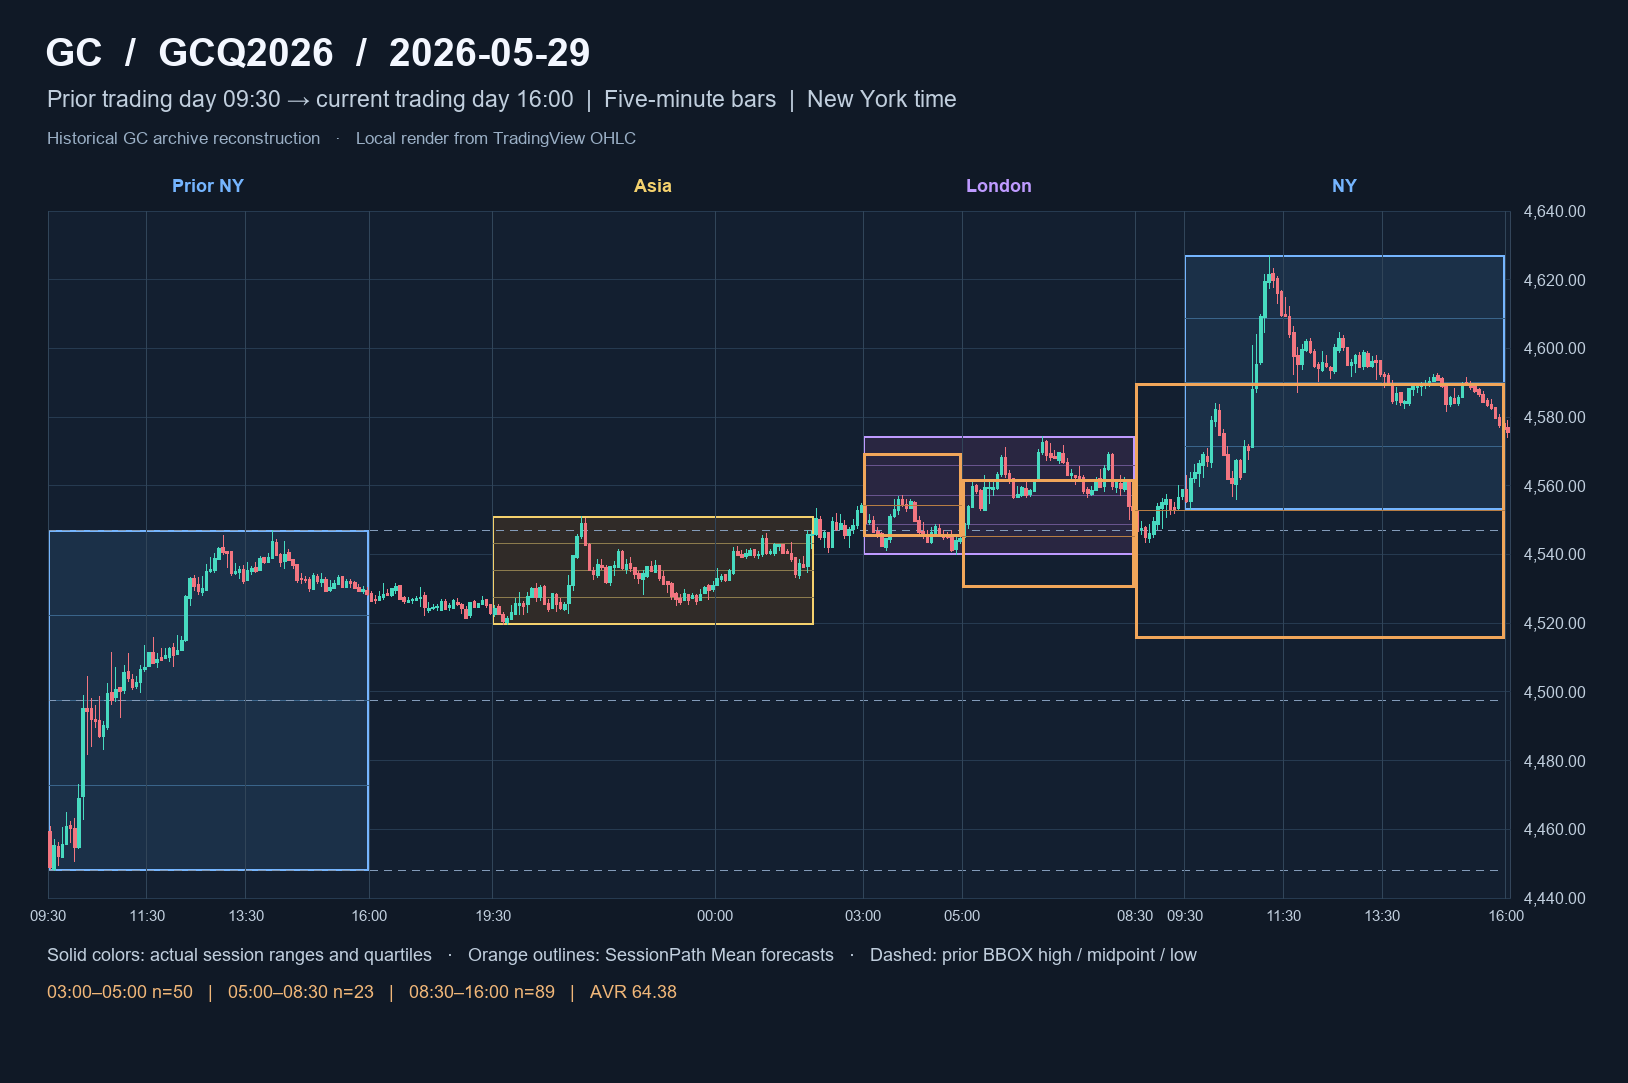 GC / GCQ2026 / 2026-05-29
Prior trading day 09:30 → current trading day 16:00 | Five-minute bars | New York time
Historical GC archive reconstruction · Local render from TradingView OHLC
Prior NY Asia London NY
4,640.00
4,620.00
4,600.00
4,580.00
4,560.00
4,540.00
4,520.00
4,500.00
4,480.00
4,460.00
4,440.00
09:30 11:30 13:30 16:00 19:30 00:00 03:00 05:00 08:30 09:30 11:30 13:30 16:00
Solid colors: actual session ranges and quartiles · Orange outlines: SessionPath Mean forecasts · Dashed: prior BBOX high / midpoint / low
03:00–05:00 n=50 | 05:00–08:30 n=23 | 08:30–16:00 n=89 | AVR 64.38